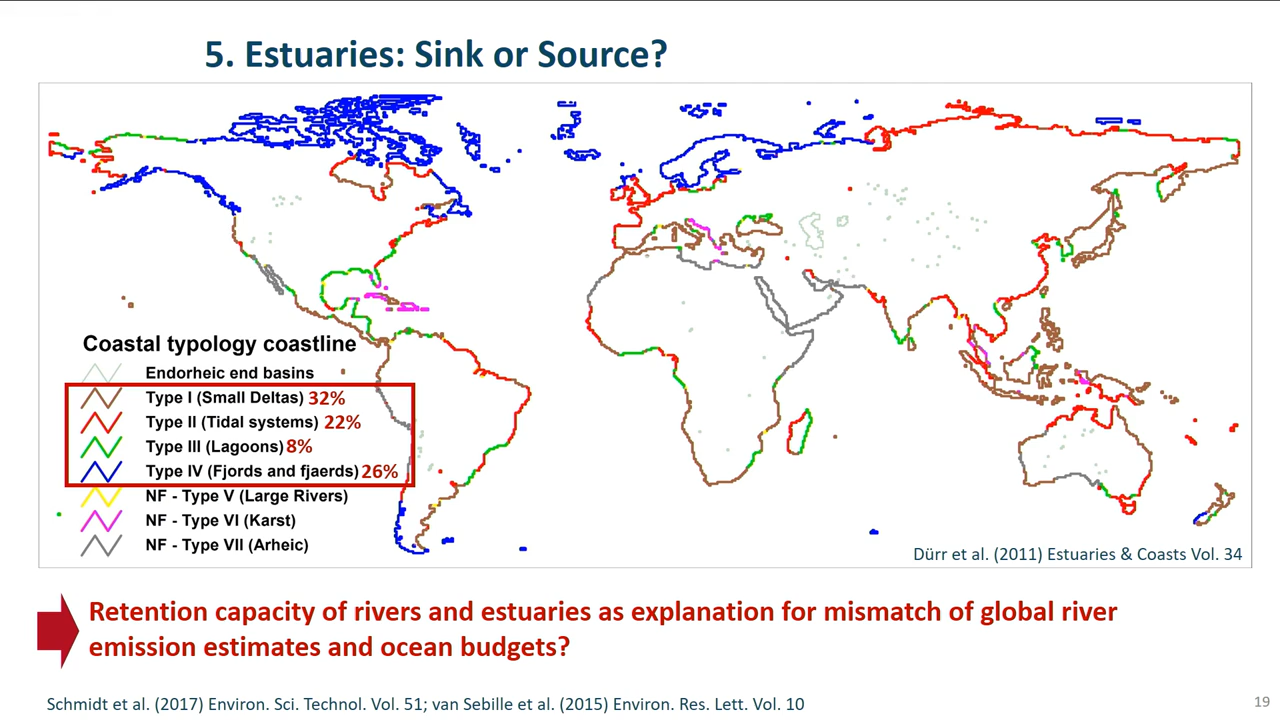 5. Estuaries: Sink or Source?
Coastal typology coastline
Endorheic end basins
Type I (Small Deltas) 32%
Type II (Tidal systems) 22%
Type III (Lagoons) 8%
Type IV (Fjords and fjaerds) 26%
NF - Type V (Large Rivers)
NF - Type VI (Karst)
NF - Type VII (Arheic)
Dürr et al. (2011) Estuaries & Coasts Vol. 34
Retention capacity of rivers and estuaries as explanation for mismatch of global river
emission estimates and ocean budgets?
Schmidt et al. (2017) Environ. Sci. Technol. Vol. 51; van Sebille et al. (2015) Environ. Res. Lett. Vol. 10
19